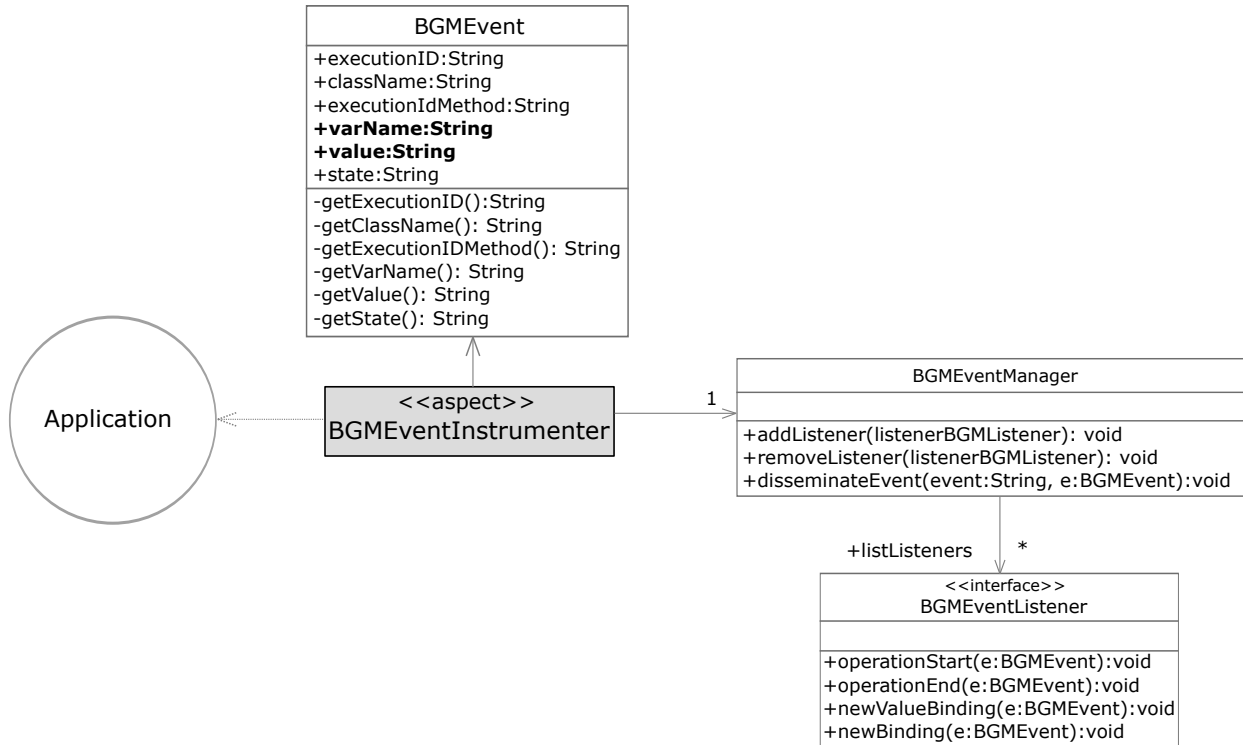 BGMEvent
+executionID:String
+className:String
+executionIdMethod:String
+varName:String
+value:String
+state:String
-getExecutionID():String
-getClassName(): String
-getExecutionIDMethod(): String
-getVarName(): String
-getValue(): String
-getState(): String
Application
<<aspect>>
BGMEventInstrumenter
1
BGMEventManager
+addListener(listenerBGMListener): void
+removeListener(listenerBGMListener): void
+disseminateEvent(event:String, e:BGMEvent):void
+listListeners
*
<<interface>>
BGMEventListener
+operationStart(e:BGMEvent):void
+operationEnd(e:BGMEvent):void
+newValueBinding(e:BGMEvent):void
+newBinding(e:BGMEvent):void